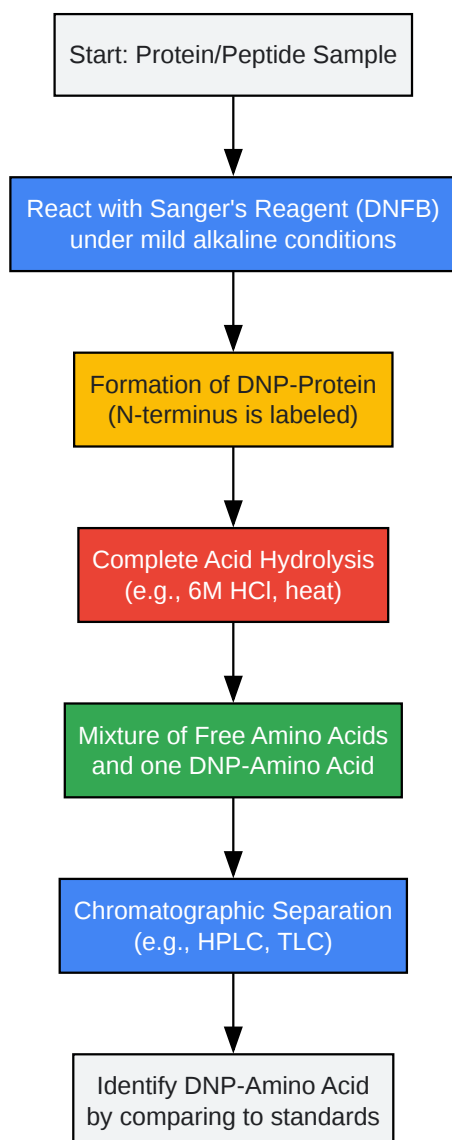 Start: Protein/Peptide Sample
React with Sanger's Reagent (DNFB)
under mild alkaline conditions
Formation of DNP-Protein
(N-terminus is labeled)
Complete Acid Hydrolysis
(e.g., 6M HCl, heat)
Mixture of Free Amino Acids
and one DNP-Amino Acid
Chromatographic Separation
(e.g., HPLC, TLC)
Identify DNP-Amino Acid
by comparing to standards